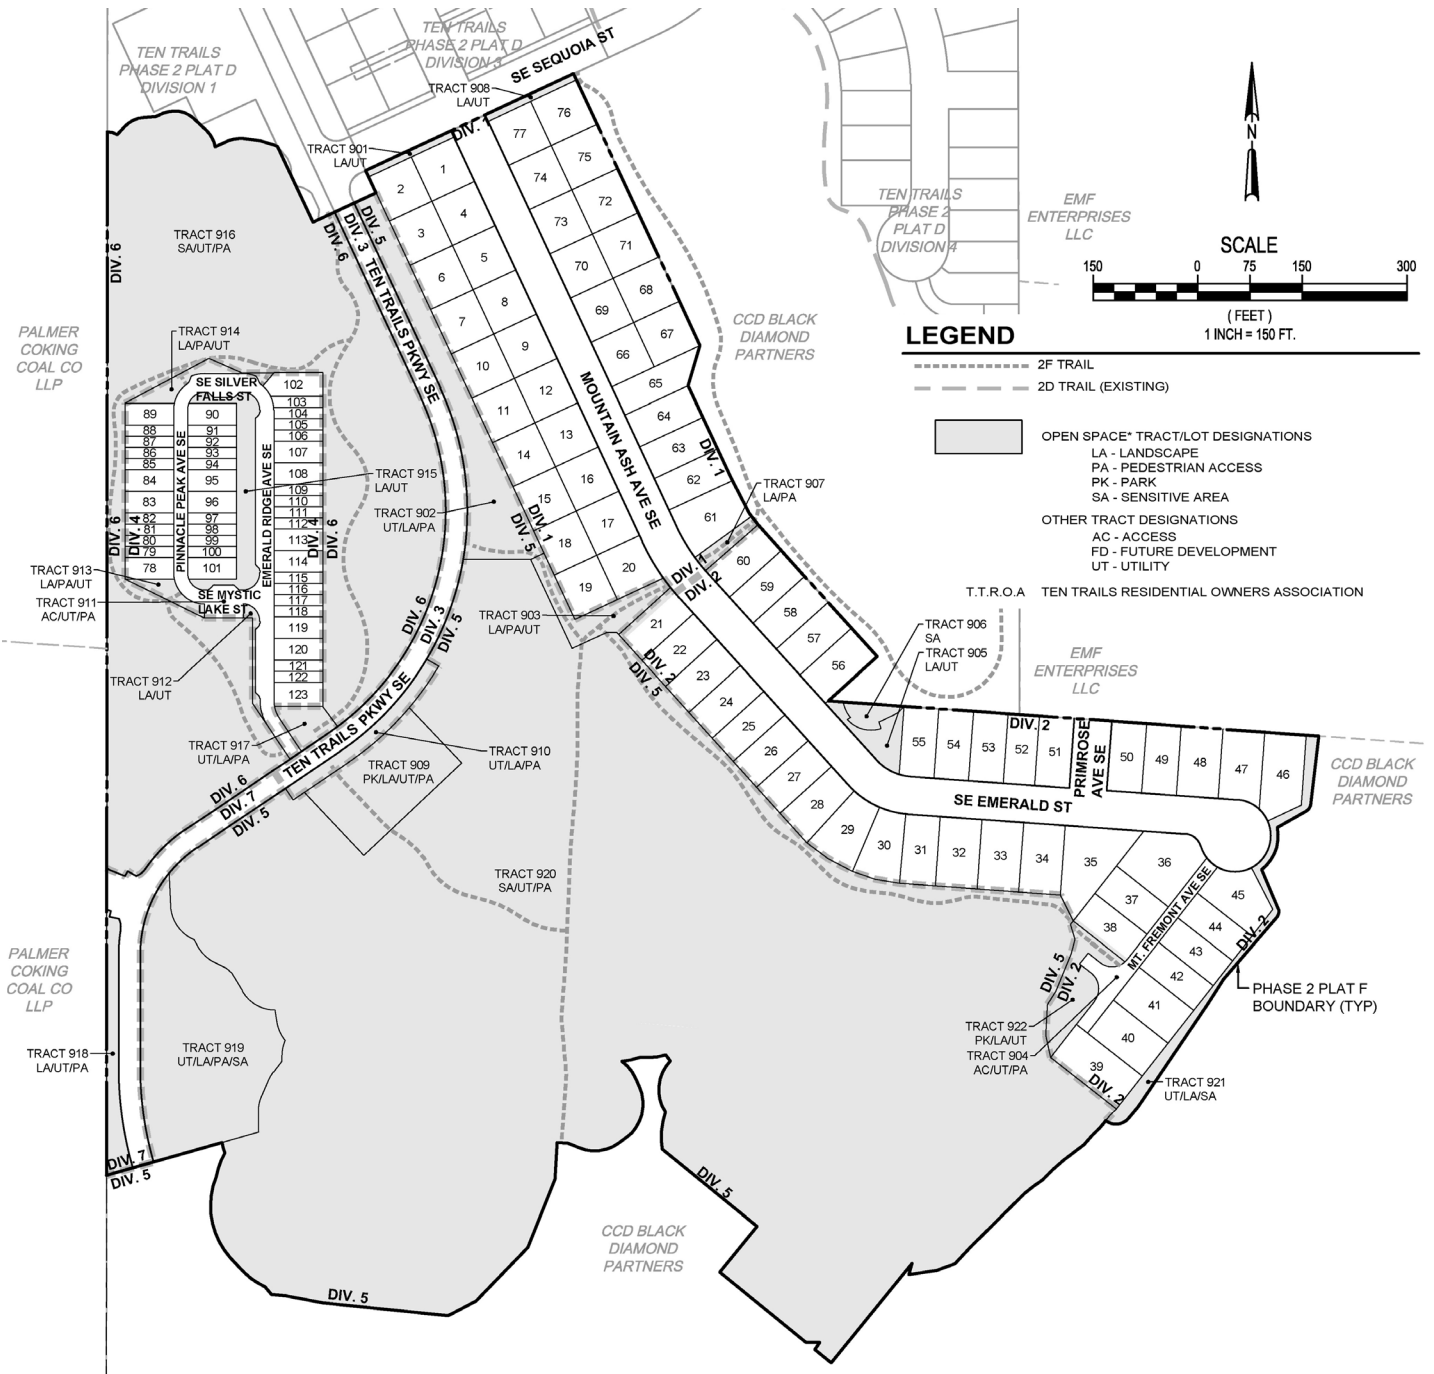 TEN TRAILS
PHASE 2 PLAT D
DIVISION 1
TEN TRAILS
PHASE 2 PLAT D
DIVISION 3
SE SEQUOIA ST
TRACT 908
LA/UT
DIV. 1
TRACT 901
LA/UT
TEN TRAILS
PHASE 2
PLAT D
DIVISION 4
EMF
ENTERPRISES
LLC
N
SCALE
150 0 75 150 300
( FEET )
1 INCH = 150 FT.
LEGEND
2F TRAIL
2D TRAIL (EXISTING)
OPEN SPACE* TRACT/LOT DESIGNATIONS
LA - LANDSCAPE
PA - PEDESTRIAN ACCESS
PK - PARK
SA - SENSITIVE AREA
OTHER TRACT DESIGNATIONS
AC - ACCESS
FD - FUTURE DEVELOPMENT
UT - UTILITY
T.T.R.O.A TEN TRAILS RESIDENTIAL OWNERS ASSOCIATION
TRACT 916
SA/UT/PA
DIV. 6
DIV. 6
DIV. 3
DIV. 5
TEN TRAILS PKWY SE
PALMER
COKING
COAL CO
LLP
TRACT 914
LA/PA/UT
SE SILVER
FALLS ST
PINNACLE PEAK AVE SE
EMERALD RIDGE AVE SE
89
88
87
86
85
84
83
82
81
80
79
78
90
91
92
93
94
95
96
97
98
99
100
101
102
103
104
105
106
107
108
109
110
111
112
113
114
115
116
117
118
119
120
121
122
123
DIV. 6
DIV. 4
DIV. 4
DIV. 6
TRACT 915
LA/UT
TRACT 902
UT/LA/PA
TRACT 913
LA/PA/UT
TRACT 911
AC/UT/PA
SE MYSTIC
LAKE ST
TRACT 912
LA/UT
TRACT 917
UT/LA/PA
1
2
3
4
5
6
7
8
9
10
11
12
13
14
15
16
17
18
19
20
MOUNTAIN ASH AVE SE
76
77
75
74
72
73
71
70
68
69
67
66
65
64
63
62
61
DIV. 1
CCD BLACK
DIAMOND
PARTNERS
TRACT 907
LA/PA
DIV. 1
DIV. 5
DIV. 1
DIV. 2
TRACT 903
LA/PA/UT
60
59
58
57
56
21
22
23
24
25
26
27
28
29
30
31
32
33
34
35
36
37
38
DIV. 2
DIV. 5
TRACT 906
SA
TRACT 905
LA/UT
EMF
ENTERPRISES
LLC
DIV. 2
55
54
53
52
51
PRIMROSE
AVE SE
50
49
48
47
46
SE EMERALD ST
CCD BLACK
DIAMOND
PARTNERS
DIV. 6
DIV. 3
DIV. 5
TEN TRAILS PKWY SE
DIV. 6
DIV. 7
DIV. 5
TRACT 909
PK/LA/UT/PA
TRACT 910
UT/LA/PA
TRACT 920
SA/UT/PA
MT. FREMONT AVE SE
45
44
43
42
41
40
39
DIV. 2
DIV. 5
DIV. 2
DIV. 2
PHASE 2 PLAT F
BOUNDARY (TYP)
TRACT 922
PK/LA/UT
TRACT 904
AC/UT/PA
TRACT 921
UT/LA/SA
PALMER
COKING
COAL CO
LLP
TRACT 918
LA/UT/PA
TRACT 919
UT/LA/PA/SA
DIV. 7
DIV. 5
DIV. 5
CCD BLACK
DIAMOND
PARTNERS
DIV. 5